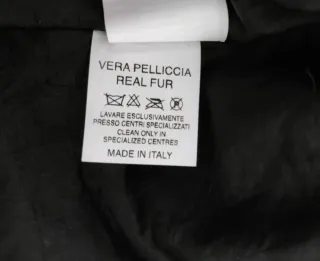 VERA PELLICCIA
REAL FUR
LAVARE ESCLUSIVAMENTE
PRESSO CENTRI SPECIALIZZATI
CLEAN ONLY IN
SPECIALIZED CENTRES
MADE IN ITALY